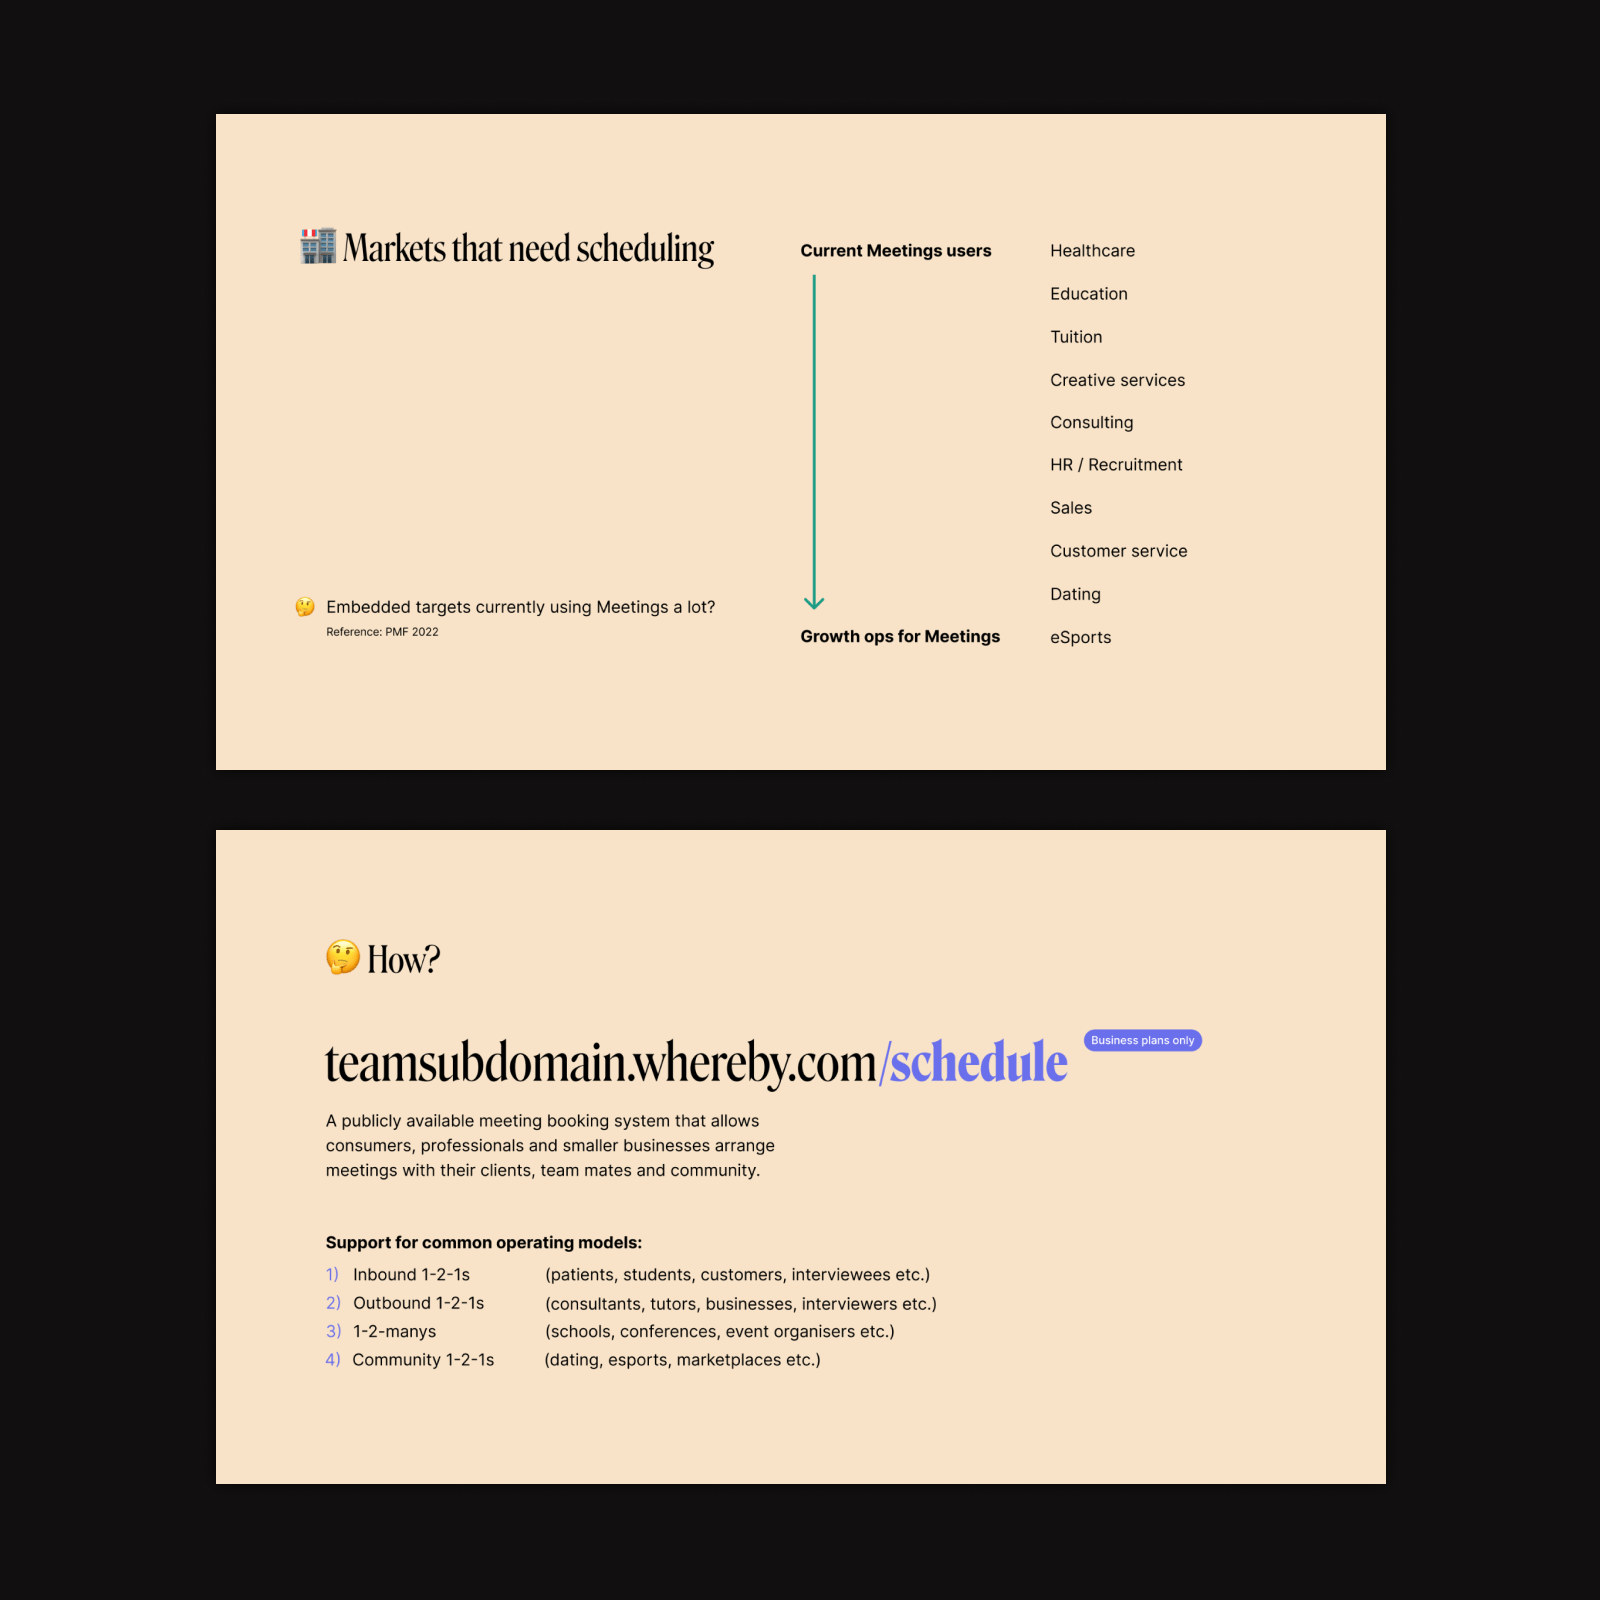 Markets that need scheduling
Embedded targets currently using Meetings a lot?
Reference: PMF 2022
Current Meetings users
Growth ops for Meetings
Healthcare
Education
Tuition
Creative services
Consulting
HR / Recruitment
Sales
Customer service
Dating
eSports
How?
teamsubdomain.whereby.com/schedule
Business plans only
A publicly available meeting booking system that allows
consumers, professionals and smaller businesses arrange
meetings with their clients, team mates and community.
Support for common operating models:
1) Inbound 1-2-1s (patients, students, customers, interviewees etc.)
2) Outbound 1-2-1s (consultants, tutors, businesses, interviewers etc.)
3) 1-2-manys (schools, conferences, event organisers etc.)
4) Community 1-2-1s (dating, esports, marketplaces etc.)